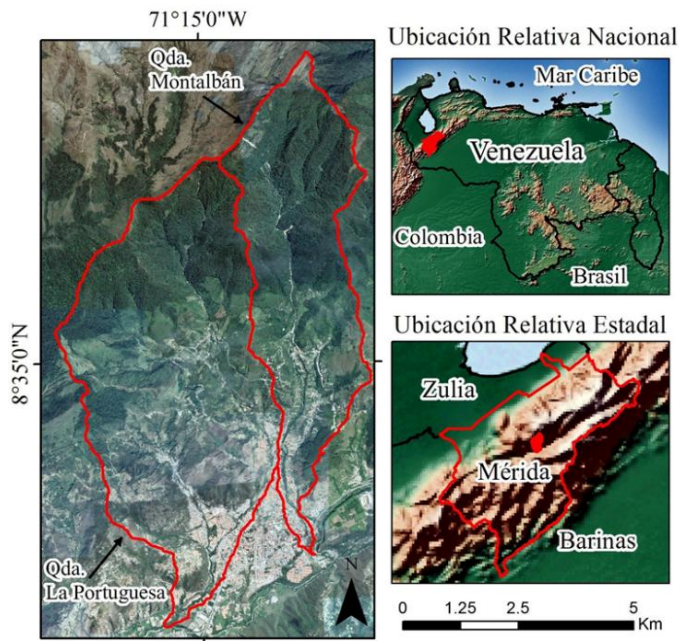 71°15'0"W
Qda.
Montalbán
8°35'0"N
Qda.
La Portuguesa
N
Ubicación Relativa Nacional
Mar Caribe
Venezuela
Colombia
Brasil
Ubicación Relativa Estadal
Zulia
Mérida
Barinas
0 1.25 2.5 5
Km